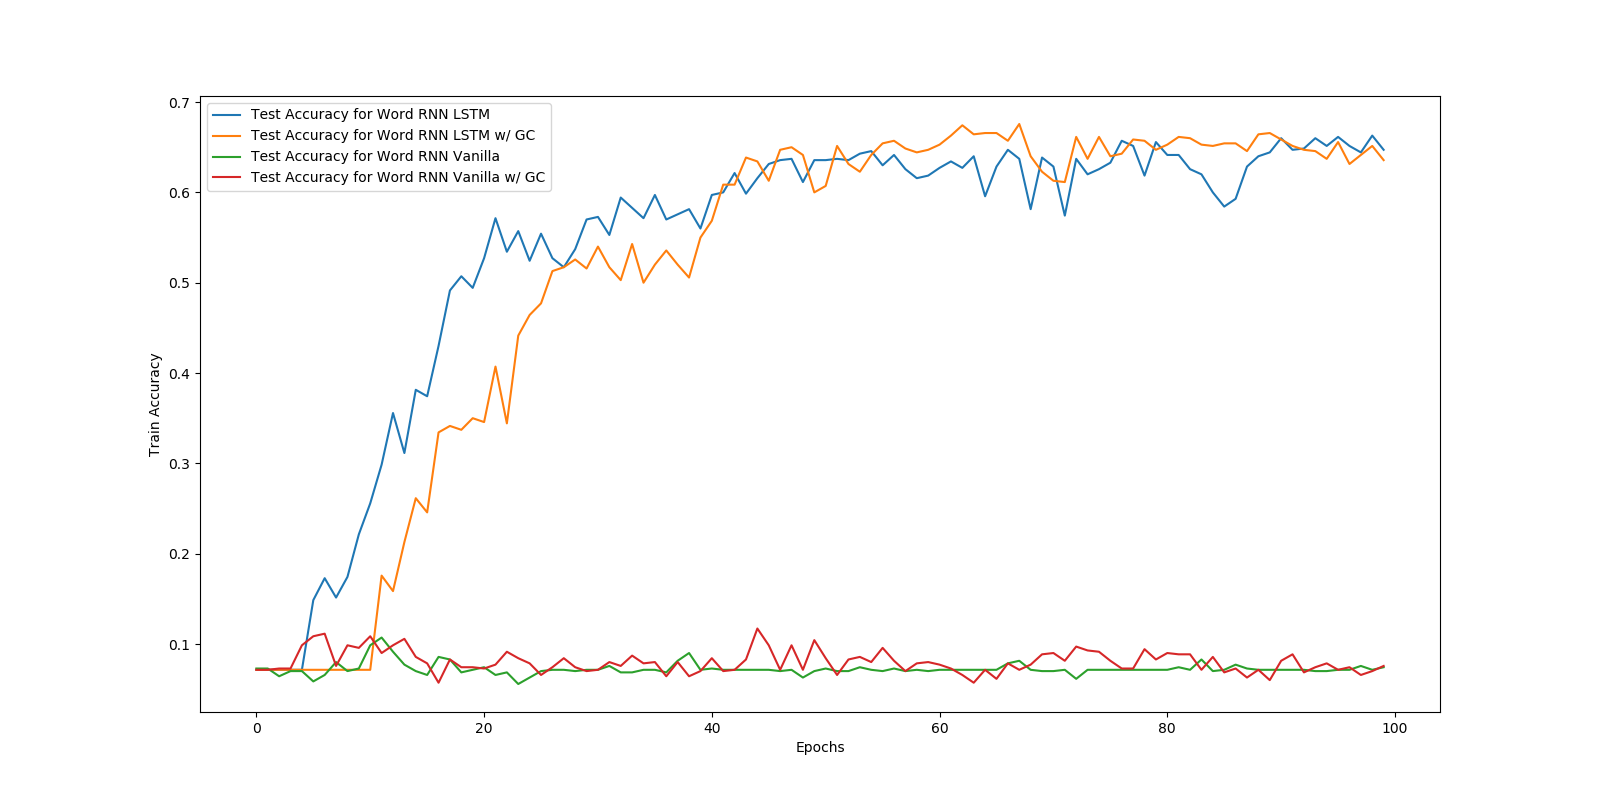 Test Accuracy for Word RNN LSTM
Test Accuracy for Word RNN LSTM w/ GC
Test Accuracy for Word RNN Vanilla
Test Accuracy for Word RNN Vanilla w/ GC
0.7
0.6
0.5
0.4
0.3
0.2
0.1
Train Accuracy
0 20 40 60 80 100
Epochs